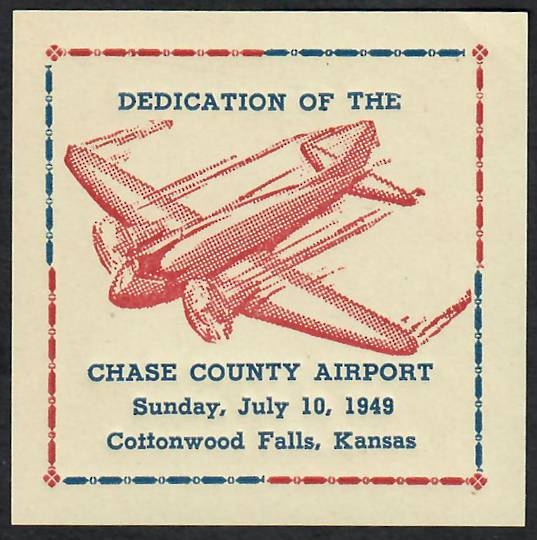 DEDICATION OF THE
CHASE COUNTY AIRPORT
Sunday, July 10, 1949
Cottonwood Falls, Kansas